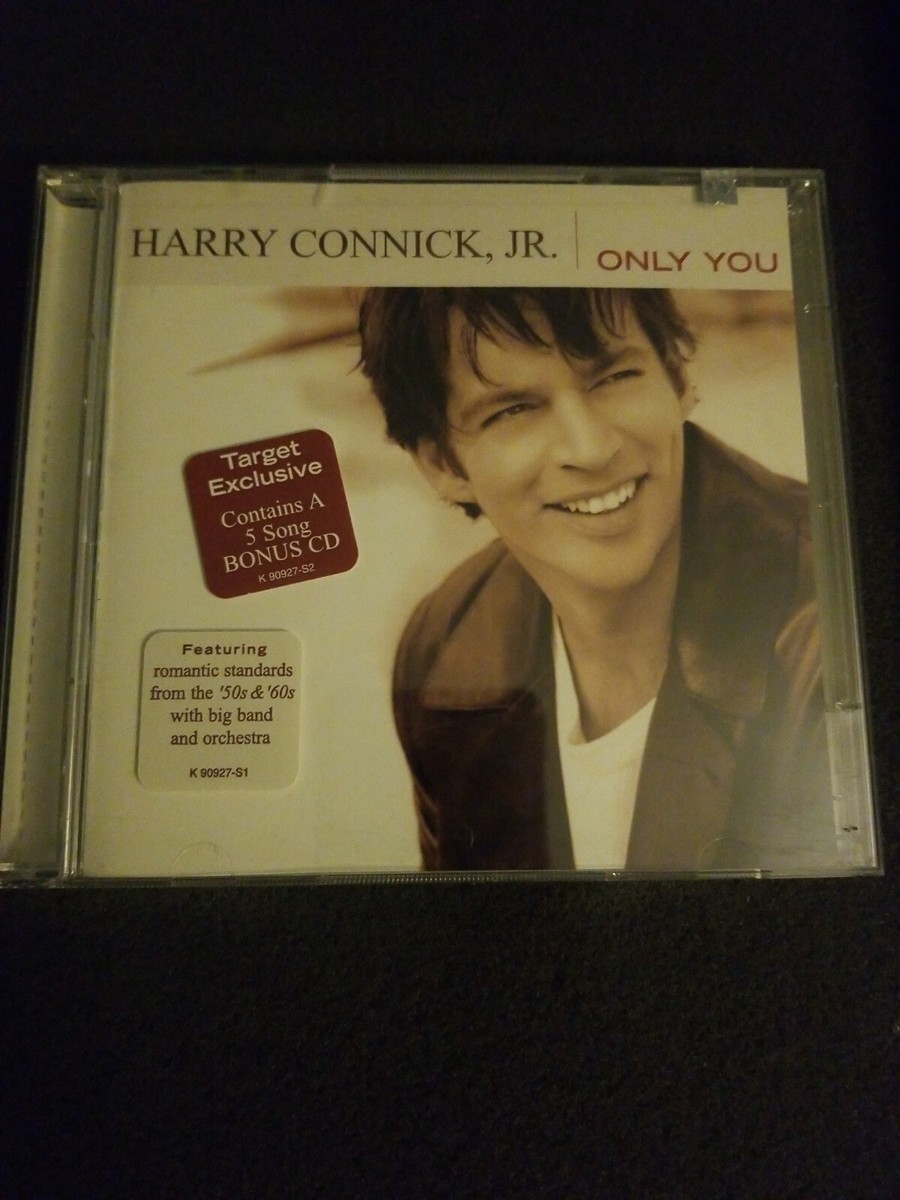 HARRY CONNICK, JR.
ONLY YOU
Target
Exclusive
Contains A
5 Song
BONUS CD
K 90927-S2
Featuring
romantic standards
from the '50s & '60s
with big band
and orchestra
K 90927-S1